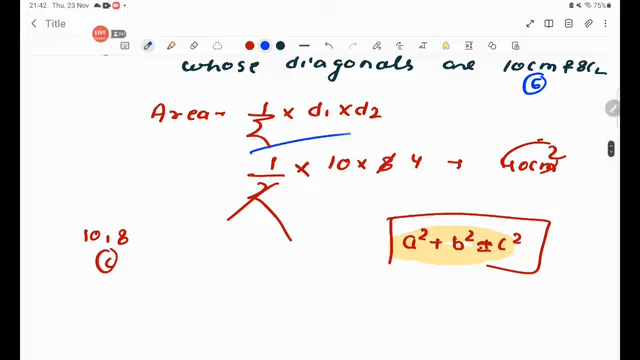 21:42 Thu, 23 Nov 75%
Title
LIVE
whose diagonals are 10cm & 8c
6
Area - 1/2 × d1 × d2
1/2 × 10 × 8 4 → 40cm²
10, 8
a² + b² = c²